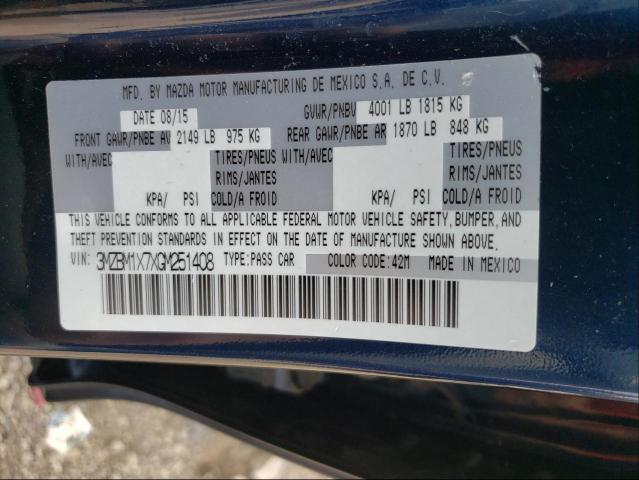 MFD. BY MAZDA MOTOR MANUFACTURING DE MEXICO S.A. DE C.V.
DATE 08/15 GVWR/PNBV 4001 LB 1815 KG
FRONT GAWR/PNBE AV 2149 LB 975 KG REAR GAWR/PNBE AR 1870 LB 848 KG
WITH/AVEC TIRES/PNEUS WITH/AVEC TIRES/PNEUS
RIMS/JANTES RIMS/JANTES
KPA/ PSI COLD/A FROID KPA/ PSI COLD/A FROID
THIS VEHICLE CONFORMS TO ALL APPLICABLE FEDERAL MOTOR VEHICLE SAFETY, BUMPER, AND
THEFT PREVENTION STANDARDS IN EFFECT ON THE DATE OF MANUFACTURE SHOWN ABOVE.
VIN: 3MZBM1X7XGM251408 TYPE:PASS CAR COLOR CODE:42M MADE IN MEXICO